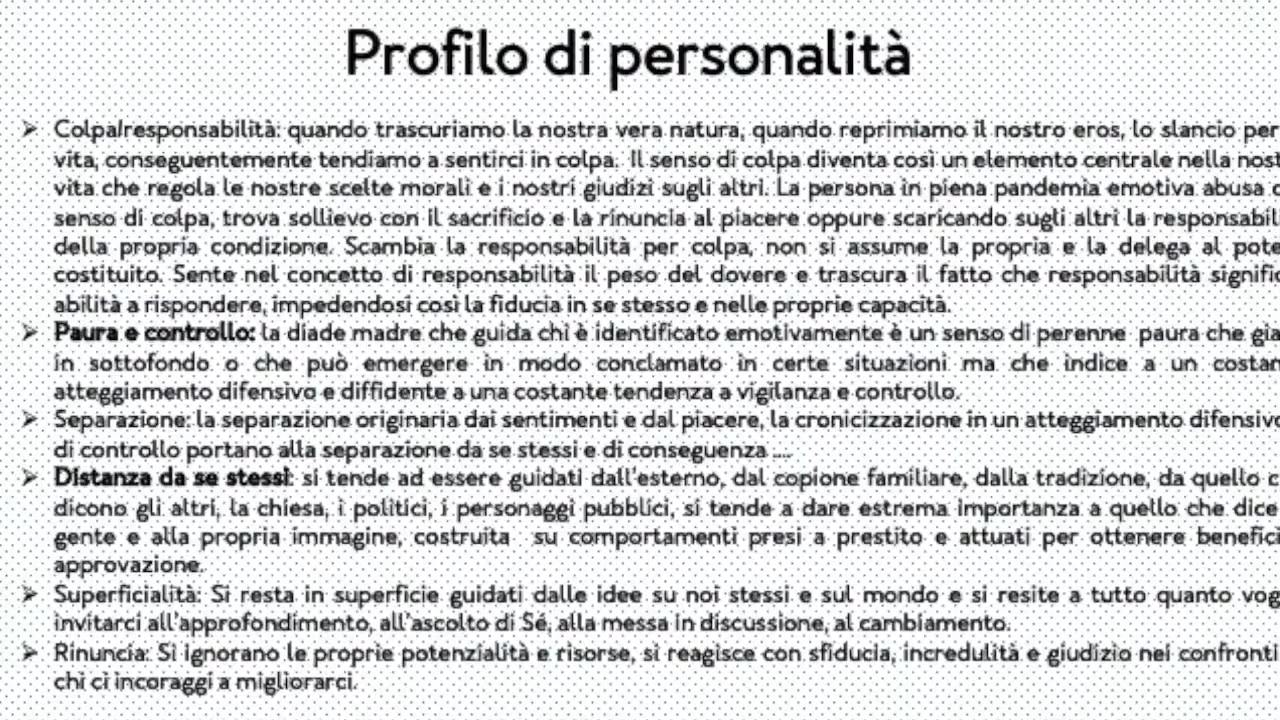 Profilo di personalità
➢ Colpa/responsabilità: quando trascuriamo la nostra vera natura, quando reprimiamo il nostro eros, lo slancio per
vita, conseguentemente tendiamo a sentirci in colpa. Il senso di colpa diventa così un elemento centrale nella nost
vita che regola le nostre scelte morali e i nostri giudizi sugli altri. La persona in piena pandemia emotiva abusa d
senso di colpa, trova sollievo con il sacrificio e la rinuncia al piacere oppure scaricando sugli altri la responsabil
della propria condizione. Scambia la responsabilità per colpa, non si assume la propria e la delega al pote
costituito. Sente nel concetto di responsabilità il peso del dovere e trascura il fatto che responsabilità signific
abilità a rispondere, impedendosi così la fiducia in se stesso e nelle proprie capacità.
➢ Paura e controllo: la diade madre che guida chi è identificato emotivamente è un senso di perenne paura che gia
in sottofondo o che può emergere in modo conclamato in certe situazioni ma che indice a un costan
atteggiamento difensivo e diffidente a una costante tendenza a vigilanza e controllo.
➢ Separazione: la separazione originaria dai sentimenti e dal piacere, la cronicizzazione in un atteggiamento difensivo
di controllo portano alla separazione da se stessi e di conseguenza ....
➢ Distanza da se stessi: si tende ad essere guidati dall'esterno, dal copione familiare, dalla tradizione, da quello c
dicono gli altri, la chiesa, i politici, i personaggi pubblici, si tende a dare estrema importanza a quello che dice
gente e alla propria immagine, costruita su comportamenti presi a prestito e attuati per ottenere benefici
approvazione.
➢ Superficialità: Si resta in superficie guidati dalle idee su noi stessi e sul mondo e si resite a tutto quanto vog
invitarci all'approfondimento, all'ascolto di Sé, alla messa in discussione, al cambiamento.
➢ Rinuncia: Si ignorano le proprie potenzialità e risorse, si reagisce con sfiducia, incredulità e giudizio nei confronti
chi ci incoraggi a migliorarci.